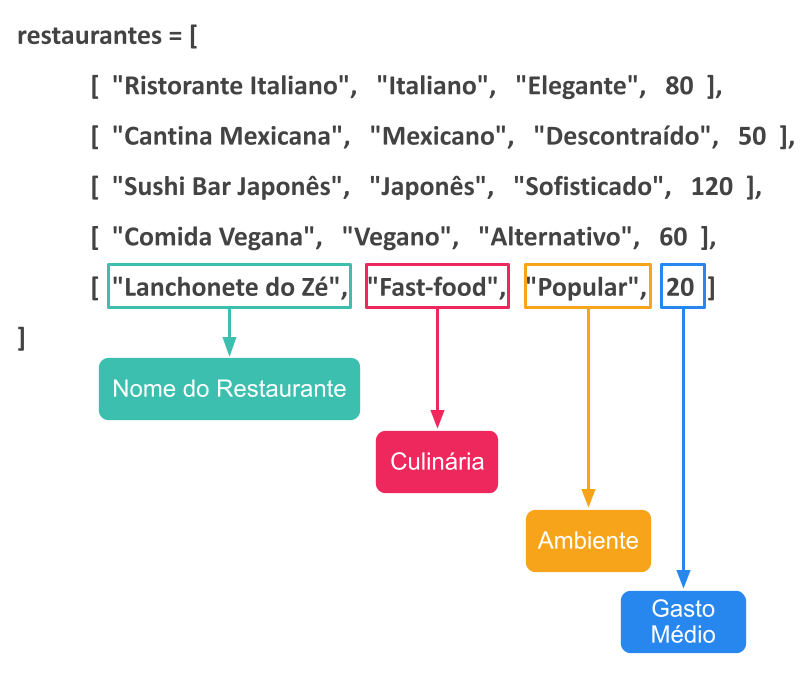 restaurantes = [
[ "Ristorante Italiano", "Italiano", "Elegante", 80 ],
[ "Cantina Mexicana", "Mexicano", "Descontraído", 50 ],
[ "Sushi Bar Japonês", "Japonês", "Sofisticado", 120 ],
[ "Comida Vegana", "Vegano", "Alternativo", 60 ],
[ "Lanchonete do Zé", "Fast-food", "Popular", 20 ]
]
Nome do Restaurante
Culinária
Ambiente
Gasto
Médio